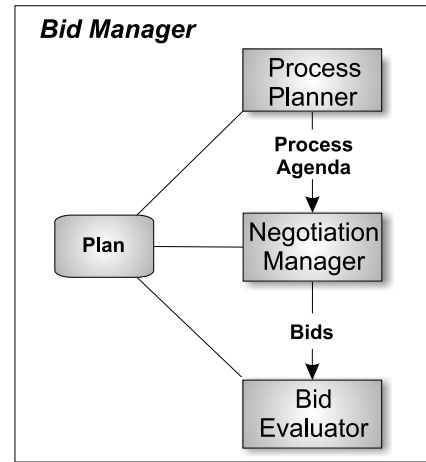 Bid Manager
Process
Planner
Process
Agenda
Plan
Negotiation
Manager
Bids
Bid
Evaluator